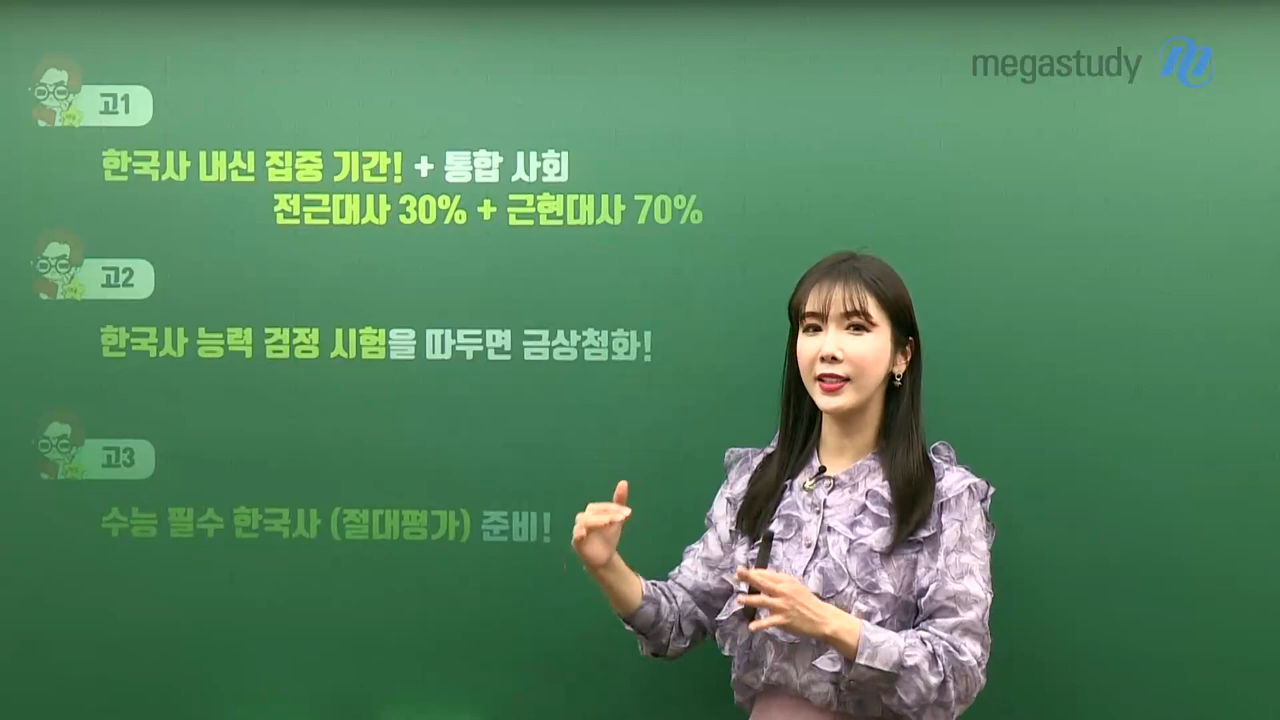 megastudy
고1
한국사 내신 집중 기간! + 통합 사회
전근대사 30% + 근현대사 70%
고2
한국사 능력 검정 시험을 따두면 금상첨화!
고3
수능 필수 한국사 (절대평가) 준비!